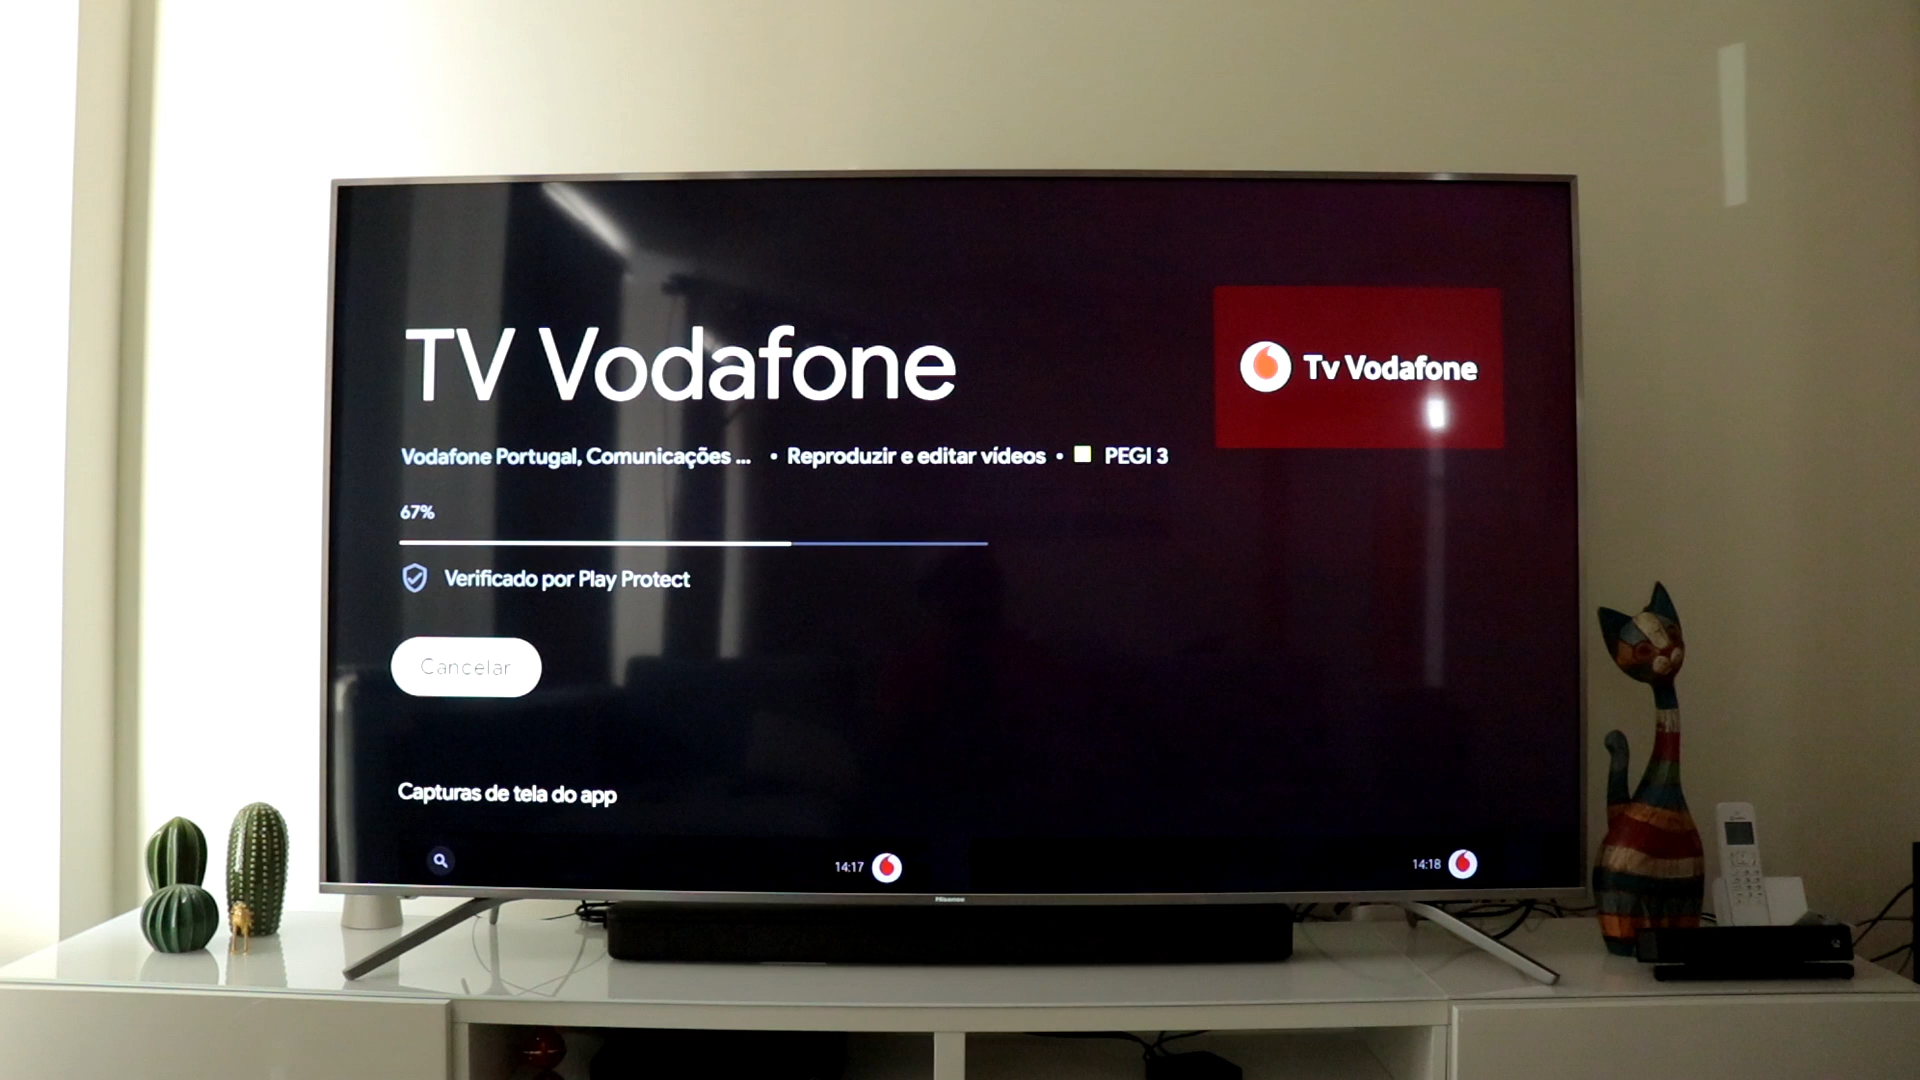 TV Vodafone
Tv Vodafone
Vodafone Portugal, Comunicações ... • Reproduzir e editar vídeos • PEGI 3
67%
Verificado por Play Protect
Cancelar
Capturas de tela do app
14:17
14:18
Hisense